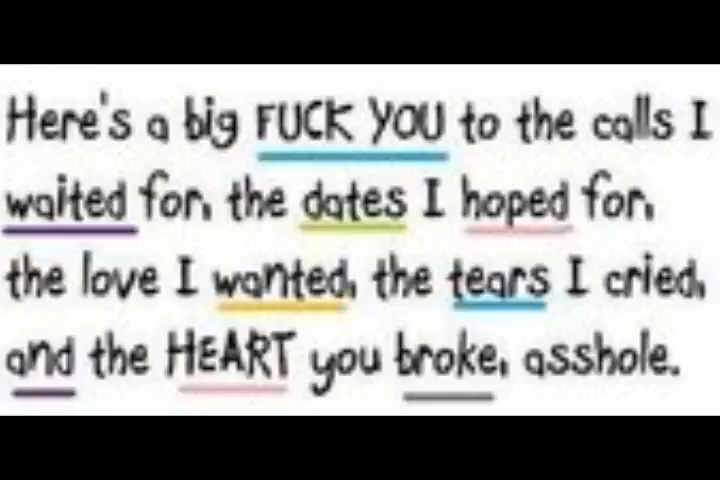 Here's a big FUCK YOU to the calls I
waited for, the dates I hoped for,
the love I wanted, the tears I cried,
and the HEART you broke, asshole.